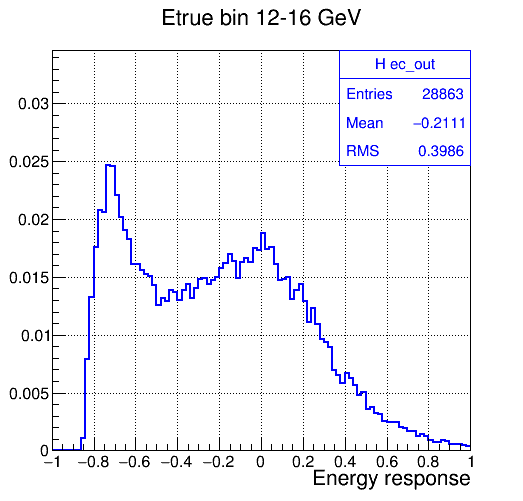 Etrue bin 12-16 GeV
H ec_out
Entries 28863
Mean −0.2111
RMS 0.3986
0.03
0.025
0.02
0.015
0.01
0.005
0
−1 −0.8 −0.6 −0.4 −0.2 0 0.2 0.4 0.6 0.8 1
Energy response